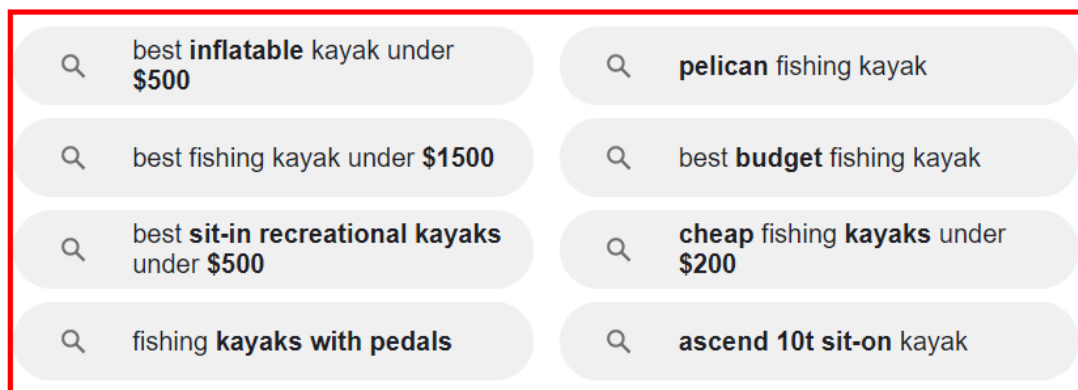 best inflatable kayak under
$500
pelican fishing kayak
best fishing kayak under $1500
best budget fishing kayak
best sit-in recreational kayaks
under $500
cheap fishing kayaks under
$200
fishing kayaks with pedals
ascend 10t sit-on kayak